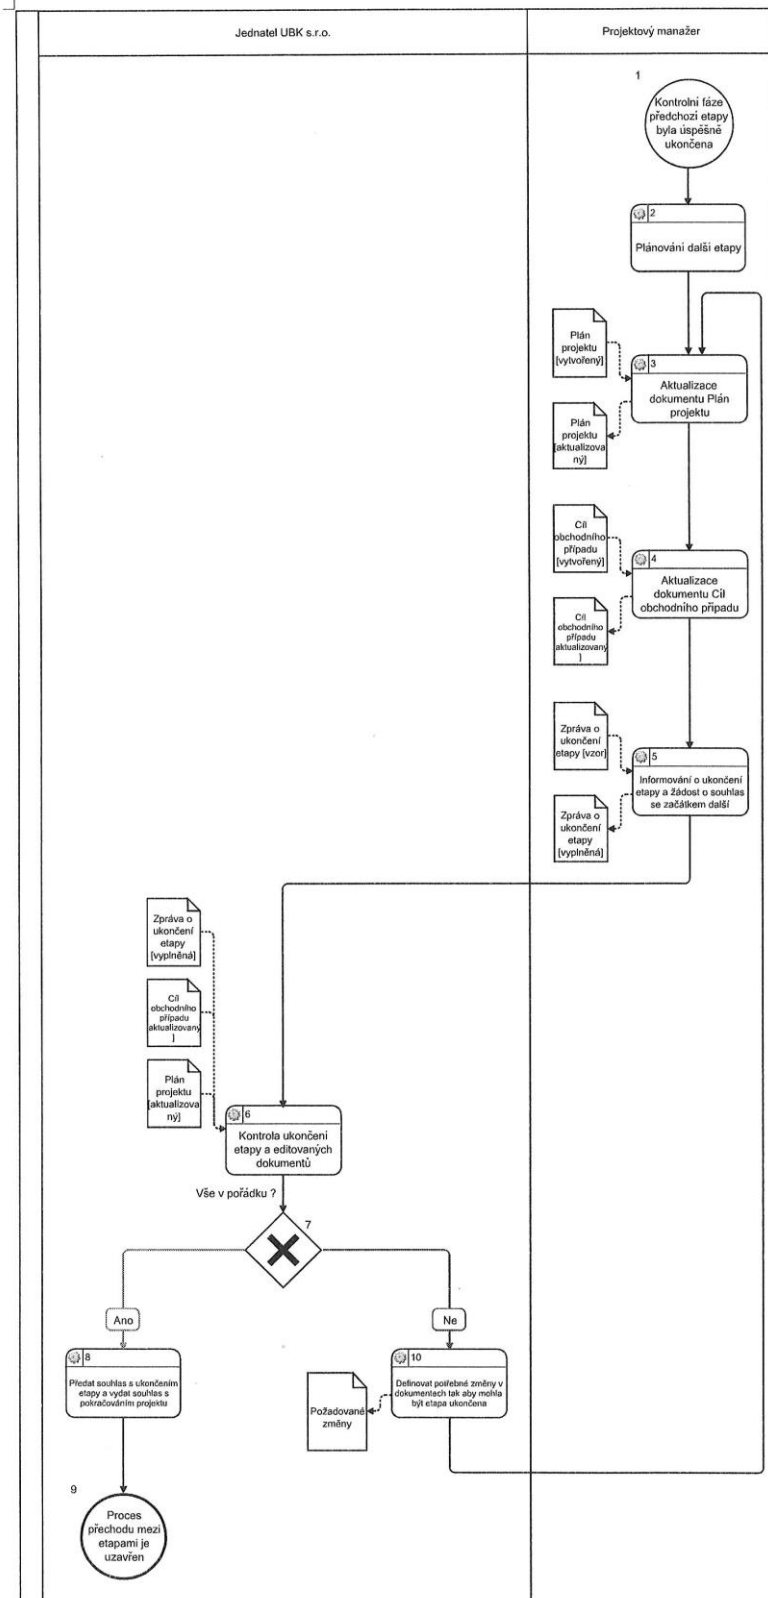 Jednatel UBK s.r.o.
Projektový manažer
1
Kontrolní fáze
předchozí etapy
byla úspěšně
ukončena
2
Plánování další etapy
Plán
projektu
[vytvořený]
3
Aktualizace
dokumentu Plán
projektu
Plán
projektu
[aktualizova
ný]
Cíl
obchodního
případu
[vytvořený]
4
Aktualizace
dokumentu Cíl
obchodního případu
Cíl
obchodního
případu
aktualizovaný
]
Zpráva o
ukončení
etapy [vzor]
5
Informování o ukončení
etapy a žádost o souhlas
se začátkem další
Zpráva o
ukončení
etapy
[vyplněná]
Zpráva o
ukončení
etapy
[vyplněná]
Cíl
obchodního
případu
aktualizovaný
]
Plán
projektu
[aktualizova
ný]
6
Kontrola ukončení
etapy a editovaných
dokumentů
Vše v pořádku ?
7
Ano
Ne
8
Předat souhlas s ukončením
etapy a vydat souhlas s
pokračováním projektu
10
Definovat potřebné změny v
dokumentech tak aby mohla
být etapa ukončena
Požadované
změny
9
Proces
přechodu mezi
etapami je
uzavřen